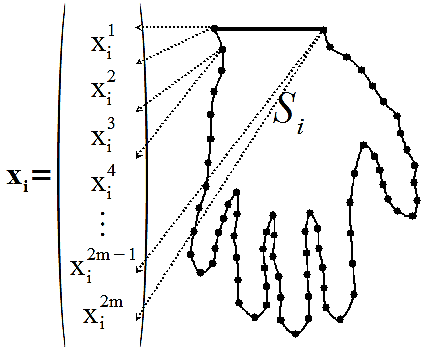 x_i^1
x_i^2
x_i^3
S_i
x_i^4
x_i=
⋮
x_i^{2m-1}
x_i^{2m}